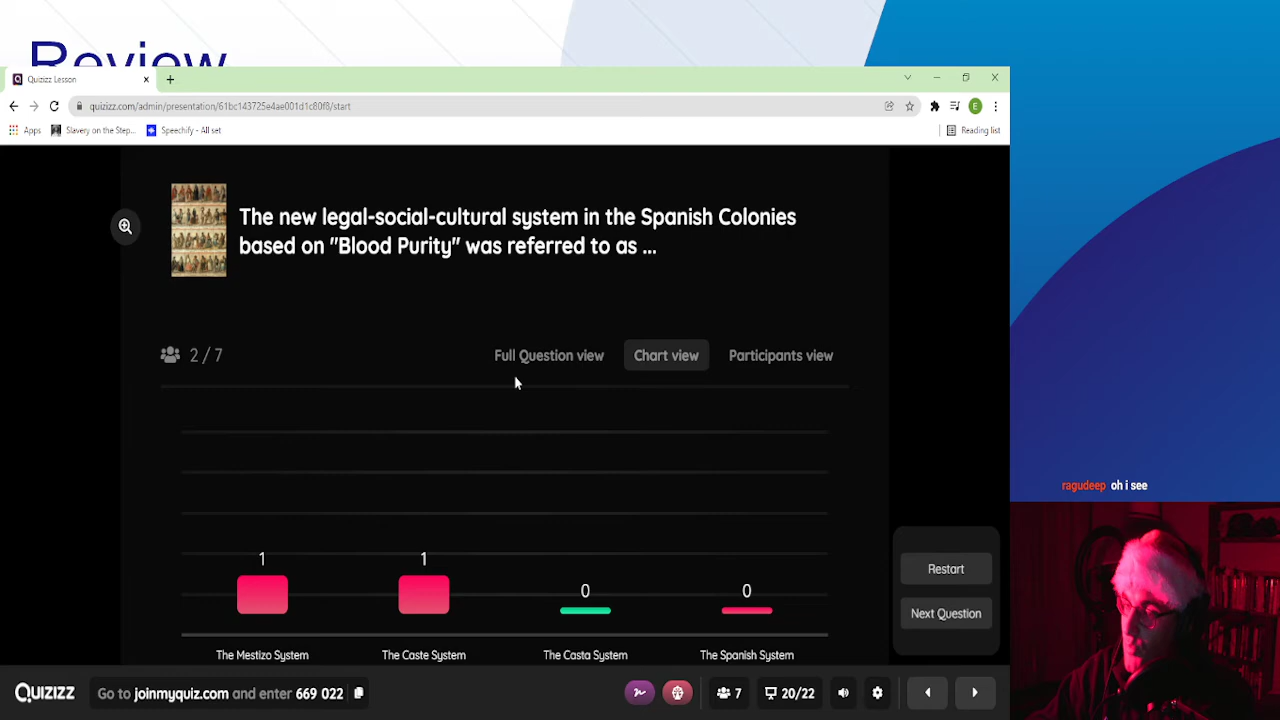 Review
Quizizz Lesson
quizizz.com/admin/presentation/61bc143725e4ae001d1c80f8/start
Apps
Slavery on the Step...
Speechify - All set
E
Reading list
The new legal-social-cultural system in the Spanish Colonies
based on "Blood Purity" was referred to as ...
2 / 7
Full Question view
Chart view
Participants view
1
1
0
0
The Mestizo System
The Caste System
The Casta System
The Spanish System
ragudeep oh i see
Restart
Next Question
QUIZIZZ
Go to joinmyquiz.com and enter 669 022
7
20/22